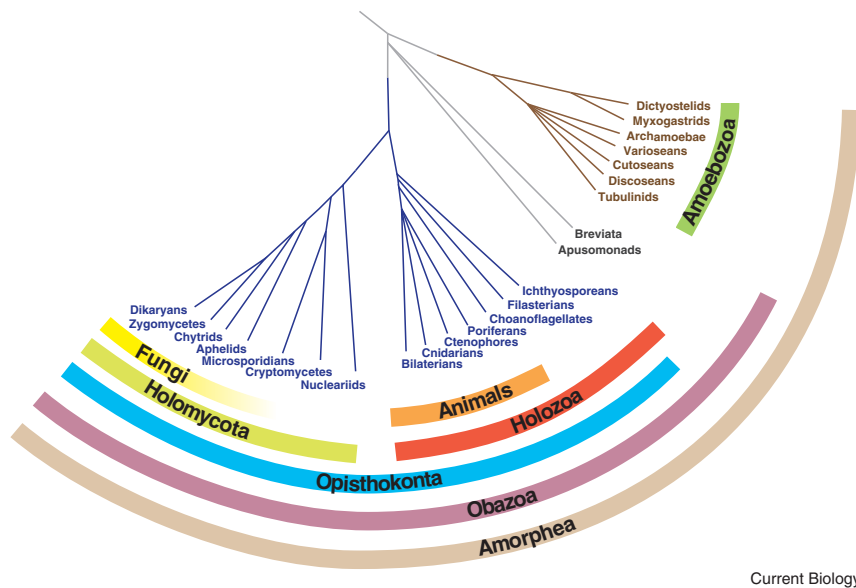 Dictyostelids
Myxogastrids
Archamoebae
Varioseans
Cutoseans
Discoseans
Tubulinids
Amoebozoa
Breviata
Apusomonads
Ichthyosporeans
Filasterians
Choanoflagellates
Poriferans
Ctenophores
Cnidarians
Bilaterians
Dikaryans
Zygomycetes
Chytrids
Aphelids
Microsporidians
Cryptomycetes
Nucleariids
Fungi
Animals
Holomycota
Holozoa
Opisthokonta
Obazoa
Amorphea
Current Biology